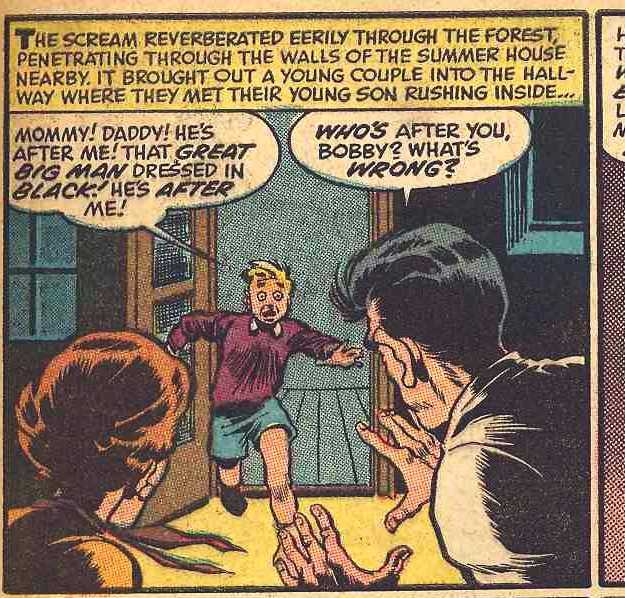 THE SCREAM REVERBERATED EERILY THROUGH THE FOREST,
PENETRATING THROUGH THE WALLS OF THE SUMMER HOUSE
NEARBY. IT BROUGHT OUT A YOUNG COUPLE INTO THE HALL-
WAY WHERE THEY MET THEIR YOUNG SON RUSHING INSIDE...
MOMMY! DADDY! HE'S
AFTER ME! THAT GREAT
BIG MAN DRESSED IN
BLACK! HE'S AFTER
ME!
WHO'S AFTER YOU,
BOBBY? WHAT'S
WRONG?